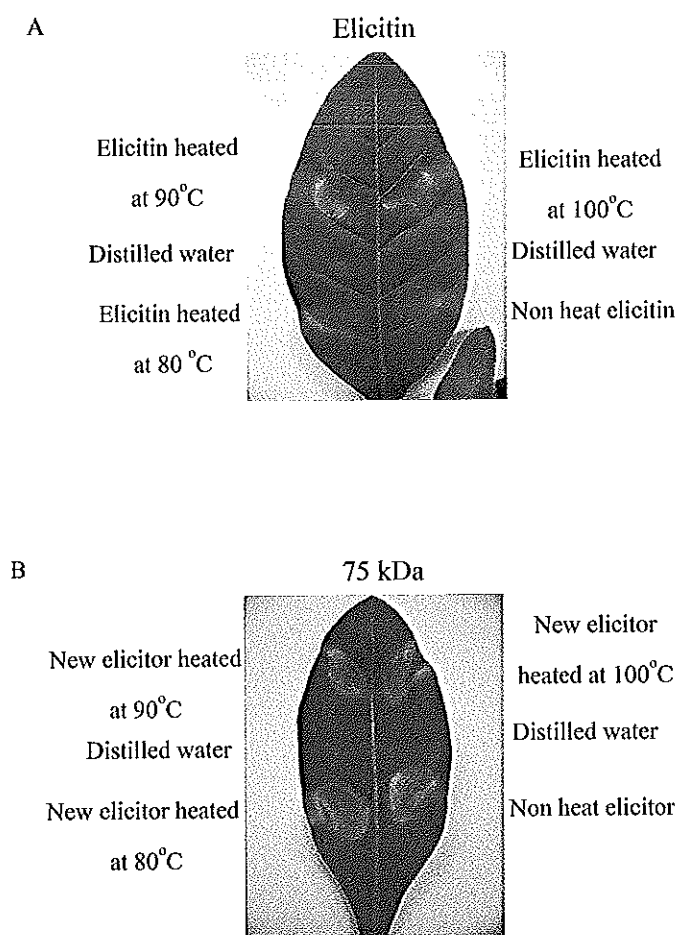 A
Elicitin
Elicitin heated
at 90°C
Distilled water
Elicitin heated
at 80 °C
Elicitin heated
at 100°C
Distilled water
Non heat elicitin
B
75 kDa
New elicitor heated
at 90°C
Distilled water
New elicitor heated
at 80°C
New elicitor
heated at 100°C
Distilled water
Non heat elicitor